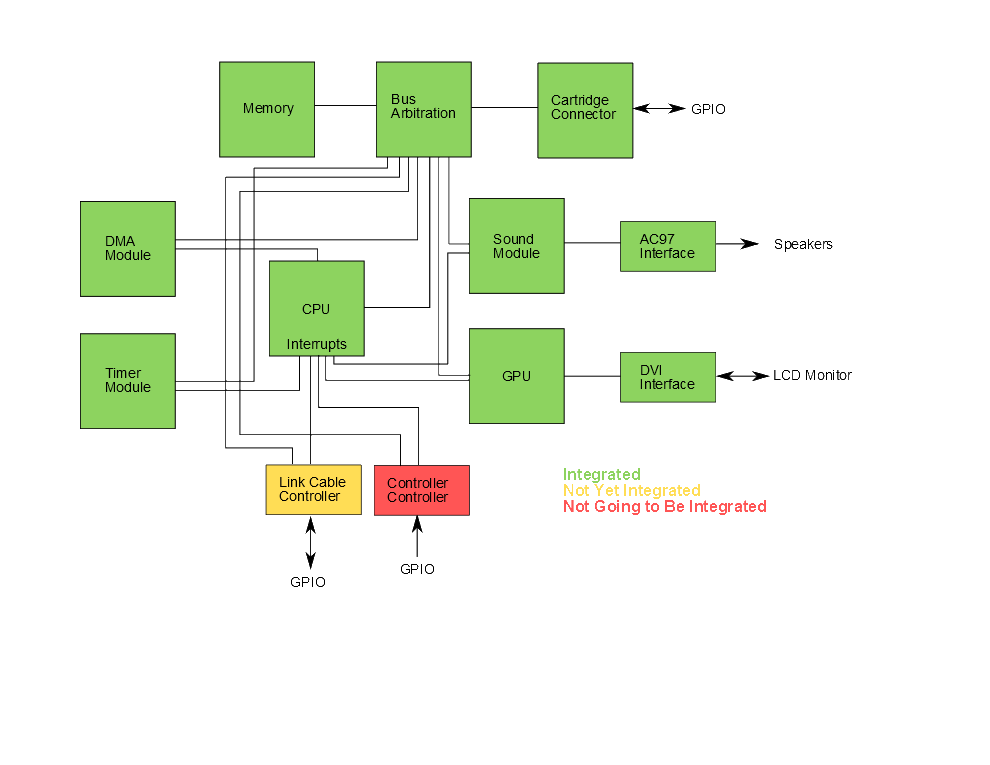 Memory
Bus
Arbitration
Cartridge
Connector
GPIO
DMA
Module
Sound
Module
AC97
Interface
Speakers
CPU
Interrupts
Timer
Module
GPU
DVI
Interface
LCD Monitor
Link Cable
Controller
Controller
Controller
Integrated
Not Yet Integrated
Not Going to Be Integrated
GPIO
GPIO